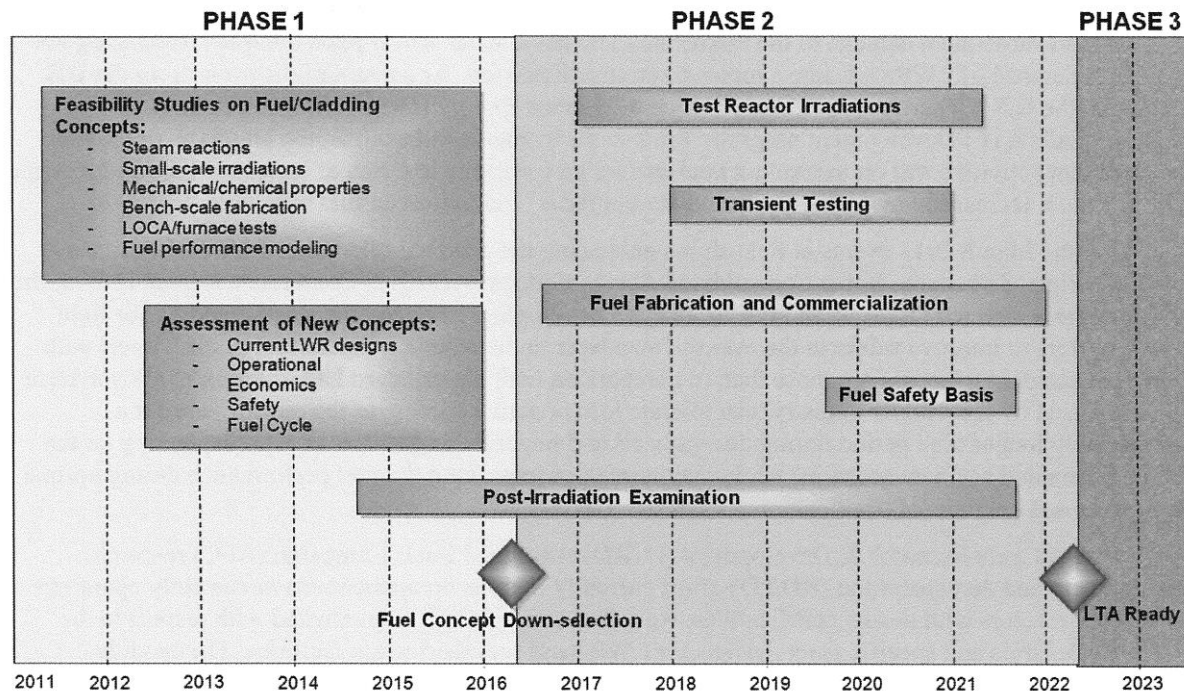 PHASE 1 PHASE 2 PHASE 3
Feasibility Studies on Fuel/Cladding
Concepts:
- Steam reactions
- Small-scale irradiations
- Mechanical/chemical properties
- Bench-scale fabrication
- LOCA/furnace tests
- Fuel performance modeling
Test Reactor Irradiations
Transient Testing
Fuel Fabrication and Commercialization
Assessment of New Concepts:
- Current LWR designs
- Operational
- Economics
- Safety
- Fuel Cycle
Fuel Safety Basis
Post-Irradiation Examination
Fuel Concept Down-selection
LTA Ready
2011 2012 2013 2014 2015 2016 2017 2018 2019 2020 2021 2022 2023